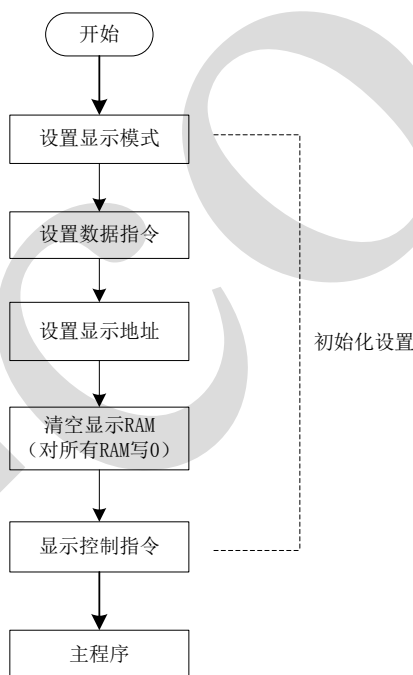 开始
设置显示模式
设置数据指令
设置显示地址
初始化设置
清空显示RAM
（对所有RAM写0）
显示控制指令
主程序